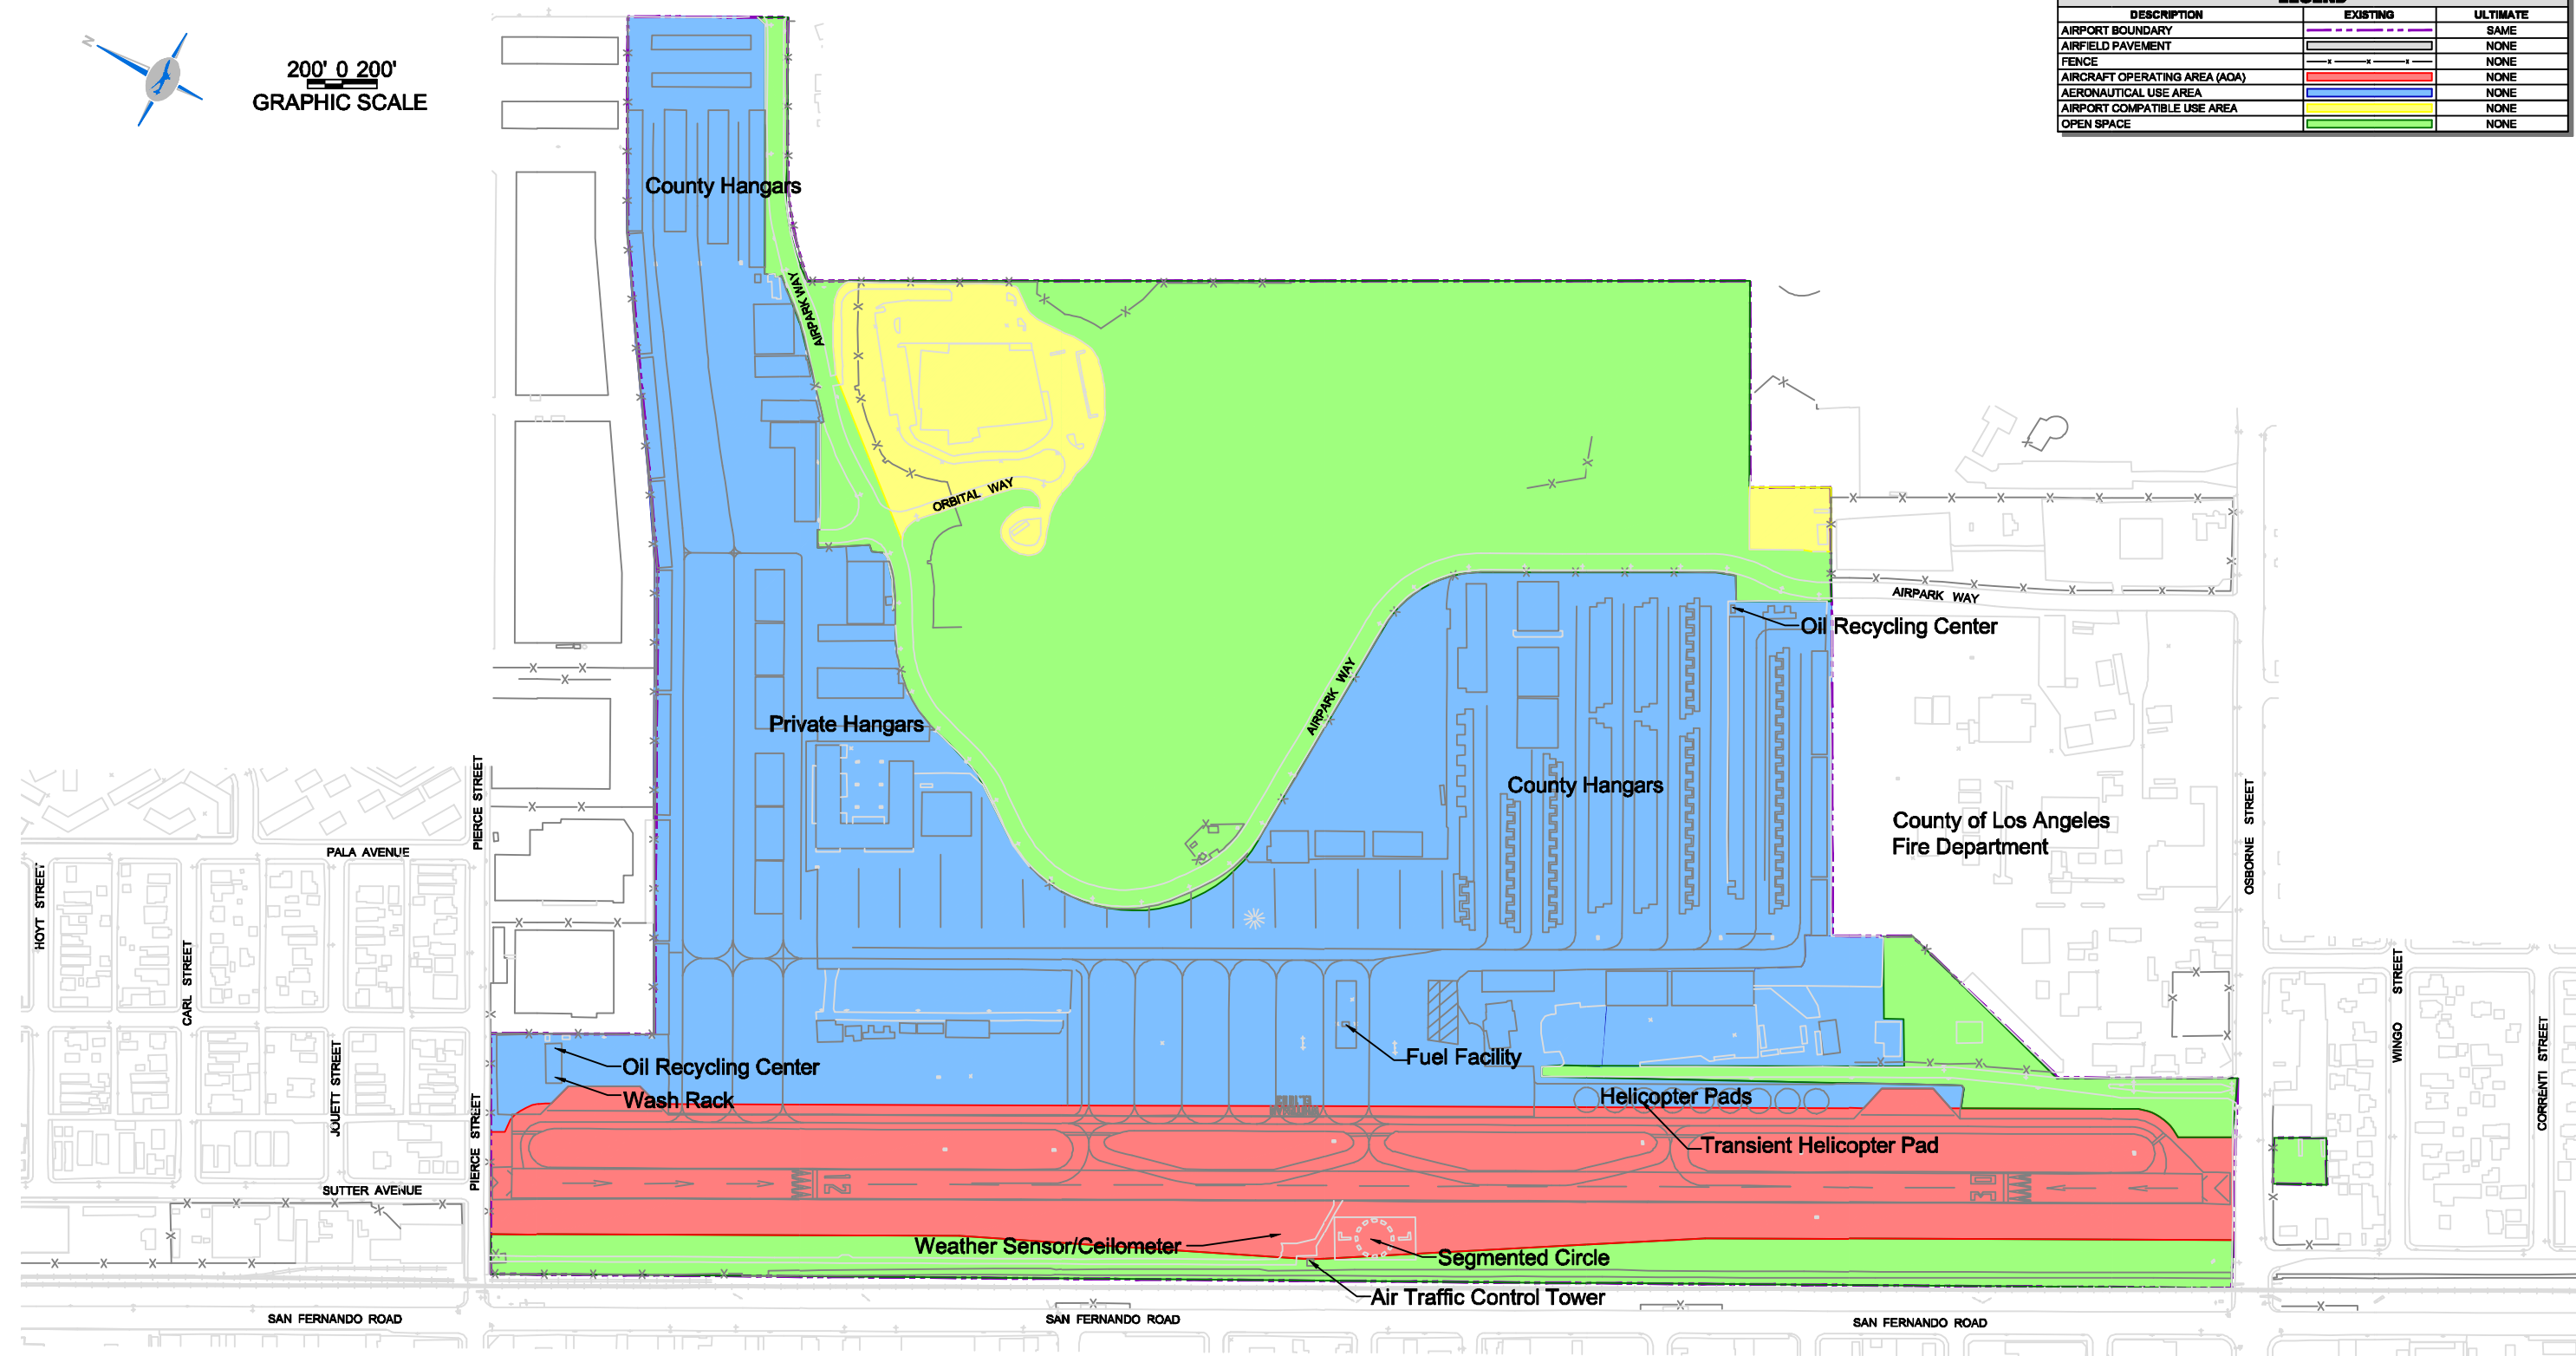 LEGEND
DESCRIPTION EXISTING ULTIMATE
AIRPORT BOUNDARY SAME
AIRFIELD PAVEMENT NONE
FENCE NONE
AIRCRAFT OPERATING AREA (AOA) NONE
AERONAUTICAL USE AREA NONE
AIRPORT COMPATIBLE USE AREA NONE
OPEN SPACE NONE
N
200' 0 200'
GRAPHIC SCALE
County Hangars
AIRPARK WAY
ORBITAL WAY
AIRPARK WAY
Oil Recycling Center
AIRPARK WAY
Private Hangars
County Hangars
County of Los Angeles
Fire Department
PIERCE STREET
PALA AVENUE
HOYT STREET
CARL STREET
JOUETT STREET
OSBORNE STREET
WINGO STREET
CORRENTI STREET
Oil Recycling Center
Wash Rack
Fuel Facility
Helicopter Pads
Transient Helicopter Pad
PIERCE STREET
SUTTER AVENUE
12
30
Weather Sensor/Ceilometer
Segmented Circle
Air Traffic Control Tower
SAN FERNANDO ROAD
SAN FERNANDO ROAD
SAN FERNANDO ROAD